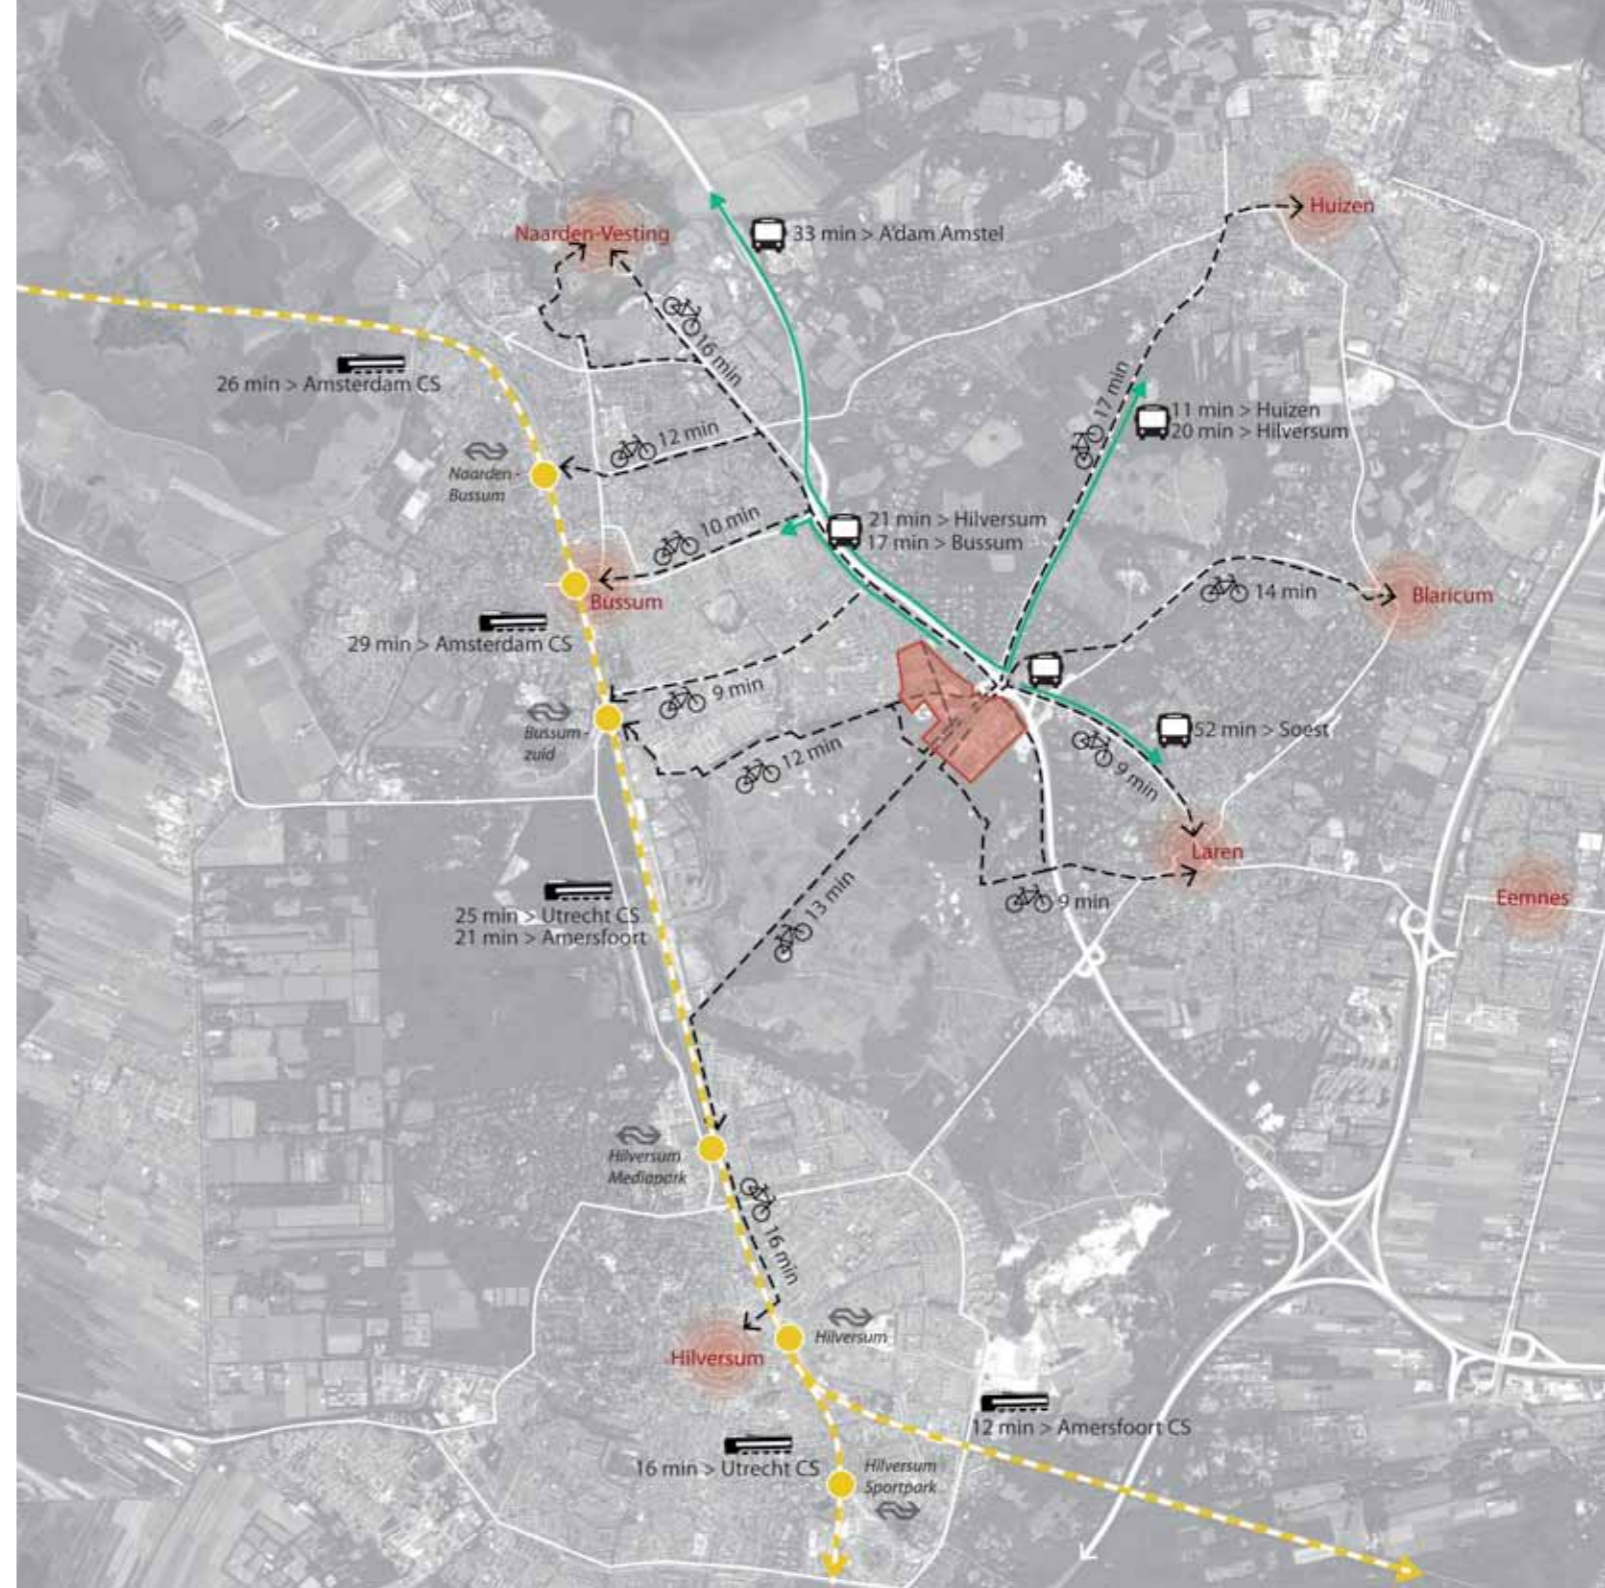 Huizen
Naarden-Vesting
33 min > A'dam Amstel
16 min
26 min > Amsterdam CS
17 min
11 min > Huizen
20 min > Hilversum
12 min
Naarden -
Bussum
10 min
21 min > Hilversum
17 min > Bussum
14 min
Blaricum
Bussum
29 min > Amsterdam CS
9 min
Bussum -
zuid
12 min
52 min > Soest
9 min
Laren
9 min
Eemnes
13 min
25 min > Utrecht CS
21 min > Amersfoort
Hilversum
Mediapark
16 min
Hilversum
Hilversum
12 min > Amersfoort CS
16 min > Utrecht CS
Hilversum
Sportpark